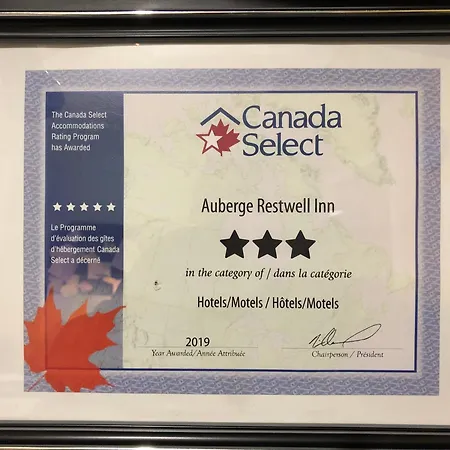 The Canada Select
Accommodations
Rating Program
has Awarded
Le Programme
d'évaluation des gîtes
d'hébergement Canada
Select a décerné
Canada
Select
Auberge Restwell Inn
in the category of / dans la catégorie
Hotels/Motels / Hôtels/Motels
2019
Year Awarded/Année Attribuée
Chairperson / Président